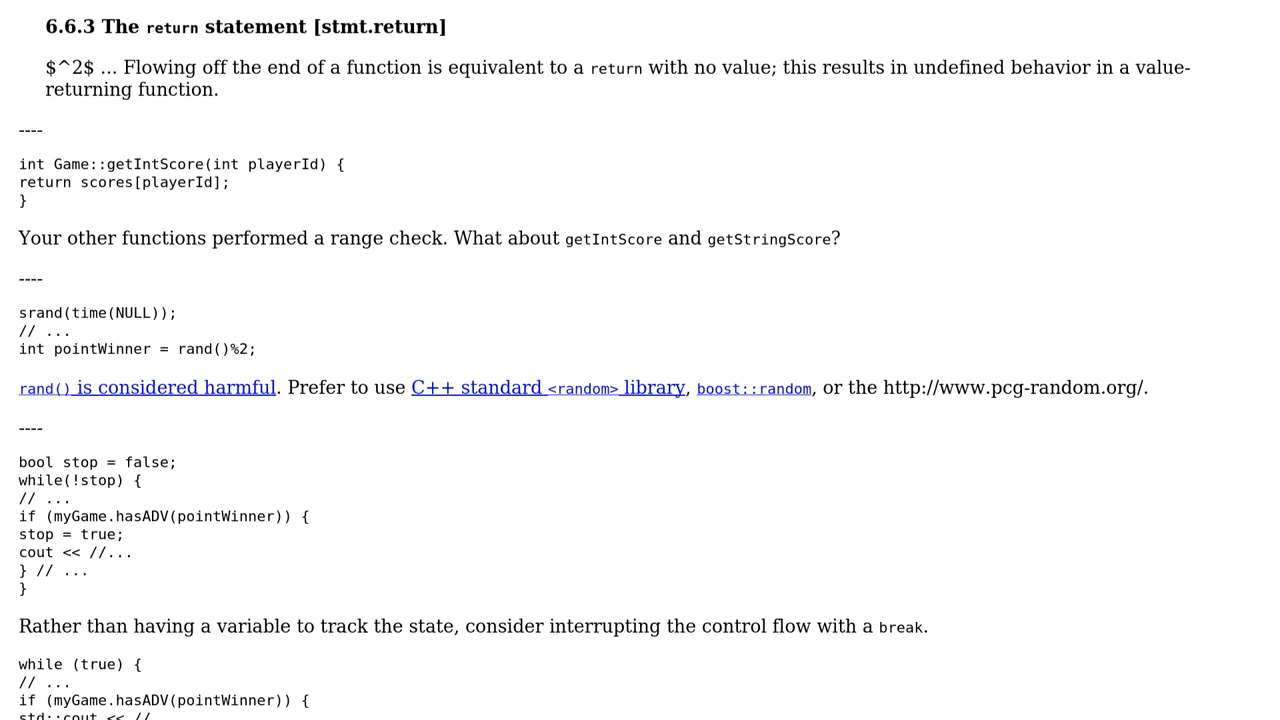 6.6.3 The return statement [stmt.return]
$^2$ ... Flowing off the end of a function is equivalent to a return with no value; this results in undefined behavior in a value-
returning function.
----
int Game::getIntScore(int playerId) {
return scores[playerId];
}
Your other functions performed a range check. What about getIntScore and getStringScore?
----
srand(time(NULL));
// ...
int pointWinner = rand()%2;
rand() is considered harmful. Prefer to use C++ standard <random> library, boost::random, or the http://www.pcg-random.org/.
----
bool stop = false;
while(!stop) {
// ...
if (myGame.hasADV(pointWinner)) {
stop = true;
cout << //...
} // ...
}
Rather than having a variable to track the state, consider interrupting the control flow with a break.
while (true) {
// ...
if (myGame.hasADV(pointWinner)) {
std::cout << //